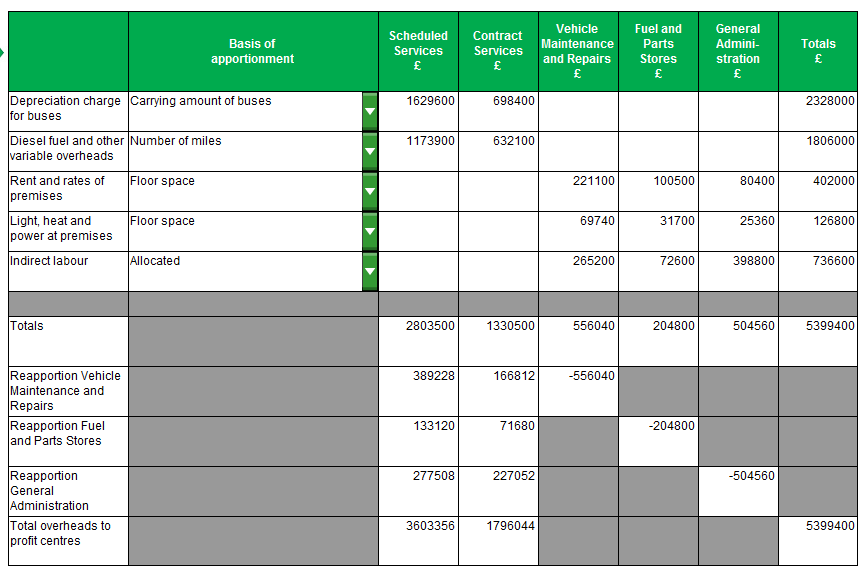 Basis of
apportionment
Scheduled
Services
£
Contract
Services
£
Vehicle
Maintenance
and Repairs
£
Fuel and
Parts
Stores
£
General
Admini-
stration
£
Totals
£
Depreciation charge
for buses
Carrying amount of buses
1629600 698400 2328000
Diesel fuel and other
variable overheads
Number of miles
1173900 632100 1806000
Rent and rates of
premises
Floor space
221100 100500 80400 402000
Light, heat and
power at premises
Floor space
69740 31700 25360 126800
Indirect labour
Allocated
265200 72600 398800 736600
Totals
2803500 1330500 556040 204800 504560 5399400
Reapportion Vehicle
Maintenance and
Repairs
389228 166812 -556040
Reapportion Fuel
and Parts Stores
133120 71680 -204800
Reapportion
General
Administration
277508 227052 -504560
Total overheads to
profit centres
3603356 1796044 5399400